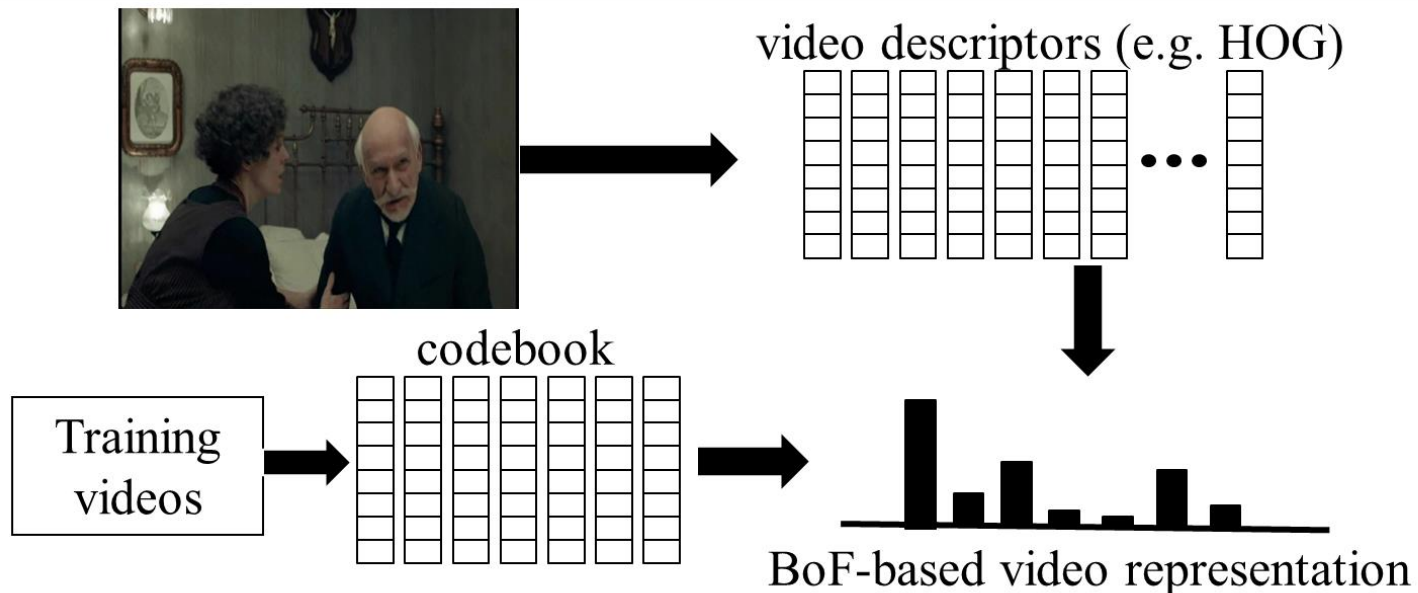 video descriptors (e.g. HOG)
codebook
Training
videos
BoF-based video representation